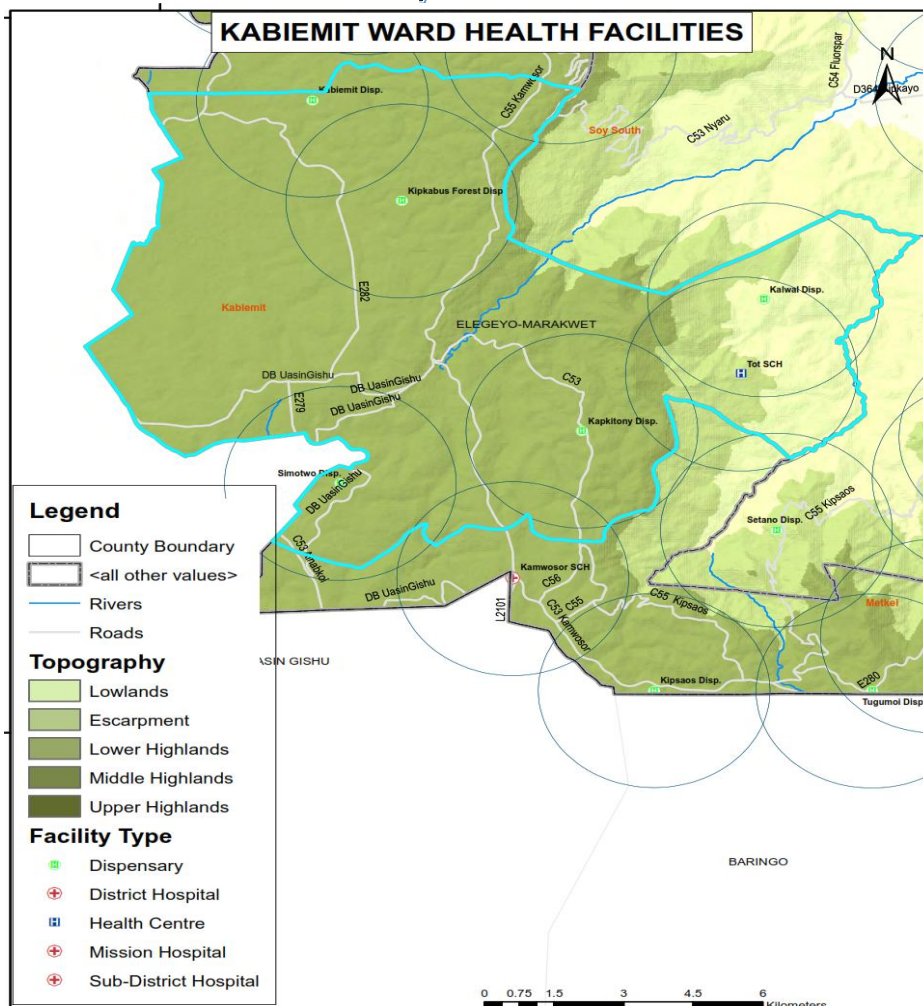 KABIEMIT WARD HEALTH FACILITIES
N
C54 Fluorspar
Kabiemit Disp.
C55 Kamwosor
Soy South
C53 Nyaru
Kipkabus Forest Disp
Kabiemit
E282
ELEGEYO-MARAKWET
Kalwal Disp.
Tot SCH
DB UasinGishu
DB UasinGishu
DB UasinGishu
E279
C53
Kapkitony Disp.
Simotwo Disp.
DB UasinGishu
C55 Kipsaos
Setano Disp.
Kamwosor SCH
C56
C55
C53 Kamwosor
C55 Kipsaos
Metkei
DB UasinGishu
L2101
ASIN GISHU
Kipsaos Disp.
E280
Tugumoi Disp
BARINGO
Legend
County Boundary
<all other values>
Rivers
Roads
Topography
Lowlands
Escarpment
Lower Highlands
Middle Highlands
Upper Highlands
Facility Type
Dispensary
District Hospital
Health Centre
Mission Hospital
Sub-District Hospital
0 0.75 1.5 3 4.5 6
Kilometers